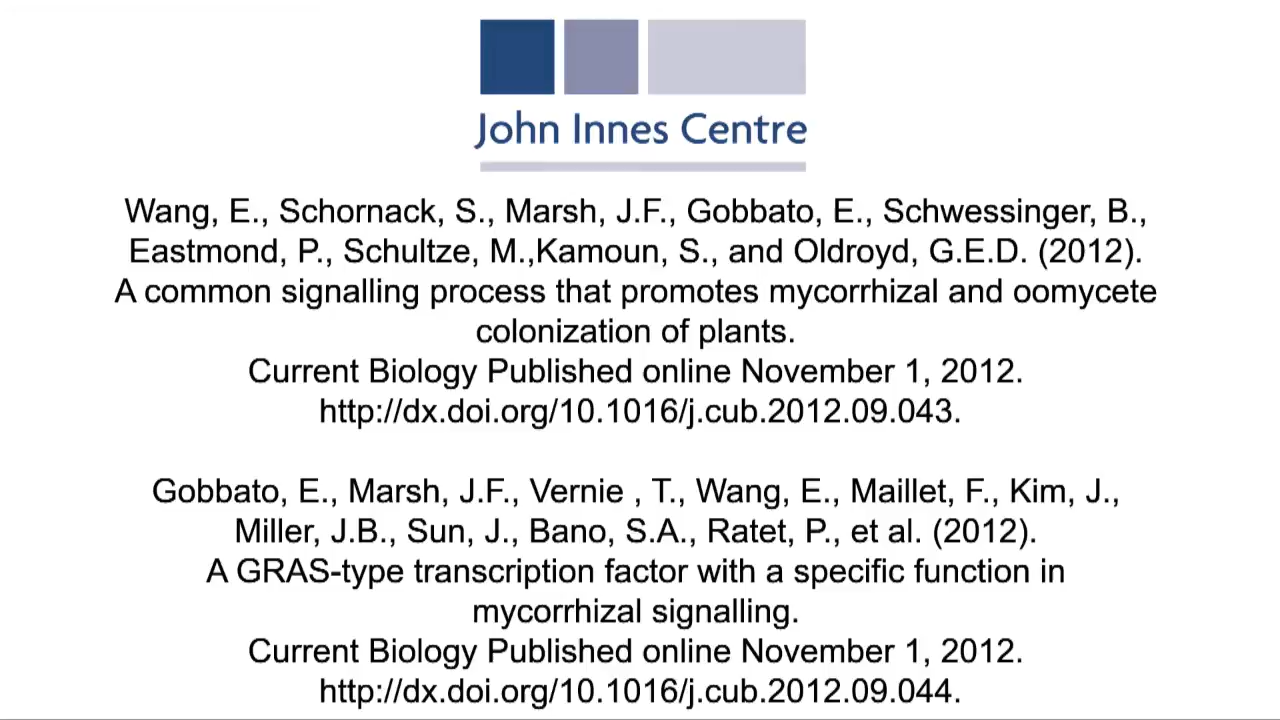 John Innes Centre
Wang, E., Schornack, S., Marsh, J.F., Gobbato, E., Schwessinger, B.,
Eastmond, P., Schultze, M.,Kamoun, S., and Oldroyd, G.E.D. (2012).
A common signalling process that promotes mycorrhizal and oomycete
colonization of plants.
Current Biology Published online November 1, 2012.
http://dx.doi.org/10.1016/j.cub.2012.09.043.
Gobbato, E., Marsh, J.F., Vernie , T., Wang, E., Maillet, F., Kim, J.,
Miller, J.B., Sun, J., Bano, S.A., Ratet, P., et al. (2012).
A GRAS-type transcription factor with a specific function in
mycorrhizal signalling.
Current Biology Published online November 1, 2012.
http://dx.doi.org/10.1016/j.cub.2012.09.044.